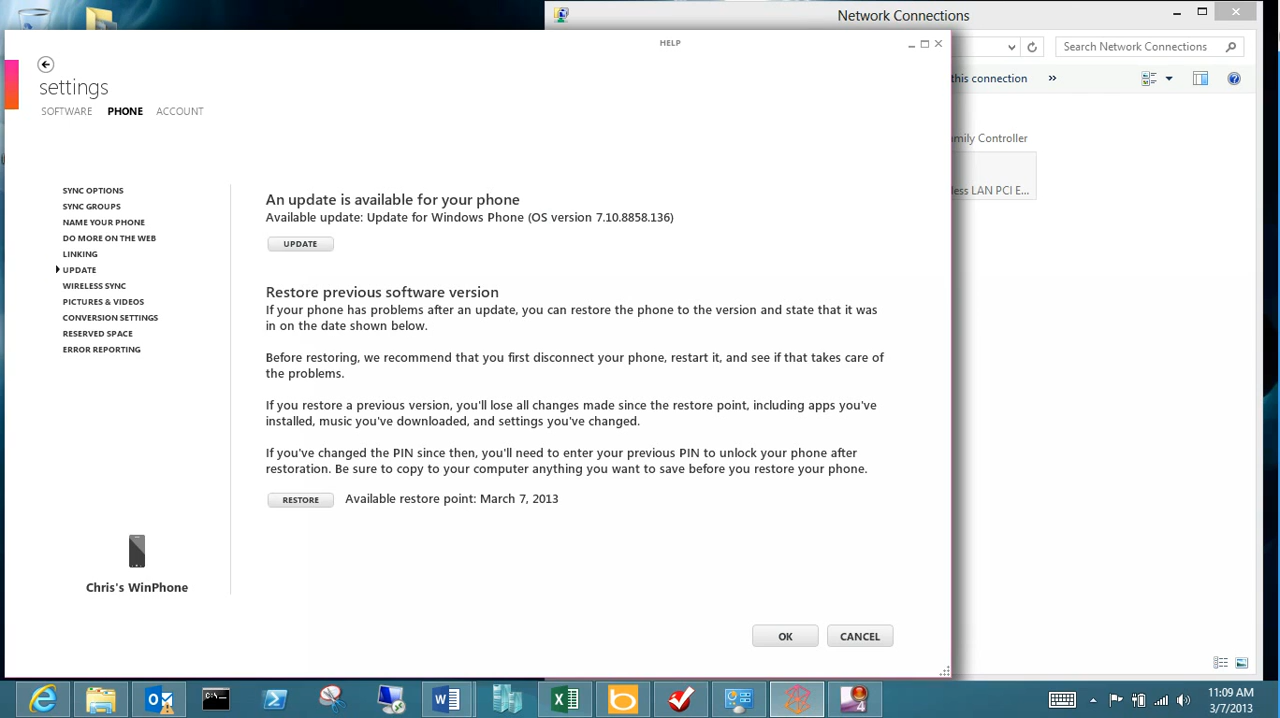 Network Connections
HELP
Search Network Connections
settings
this connection »
SOFTWARE PHONE ACCOUNT
mily Controller
SYNC OPTIONS
SYNC GROUPS
NAME YOUR PHONE
DO MORE ON THE WEB
LINKING
UPDATE
WIRELESS SYNC
PICTURES & VIDEOS
CONVERSION SETTINGS
RESERVED SPACE
ERROR REPORTING
less LAN PCI E...
An update is available for your phone
Available update: Update for Windows Phone (OS version 7.10.8858.136)
UPDATE
Restore previous software version
If your phone has problems after an update, you can restore the phone to the version and state that it was
in on the date shown below.
Before restoring, we recommend that you first disconnect your phone, restart it, and see if that takes care of
the problems.
If you restore a previous version, you'll lose all changes made since the restore point, including apps you've
installed, music you've downloaded, and settings you've changed.
If you've changed the PIN since then, you'll need to enter your previous PIN to unlock your phone after
restoration. Be sure to copy to your computer anything you want to save before you restore your phone.
RESTORE Available restore point: March 7, 2013
Chris's WinPhone
OK CANCEL
11:09 AM
3/7/2013